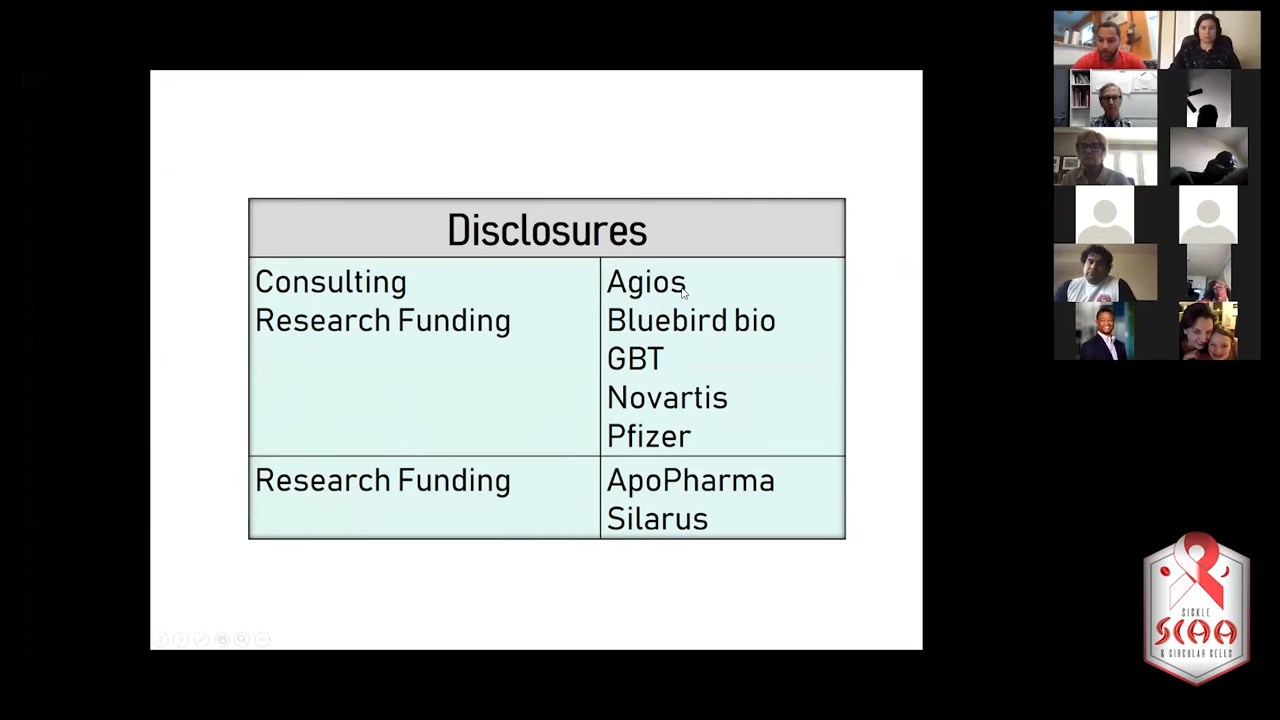 Disclosures
Consulting
Research Funding
Agios
Bluebird bio
GBT
Novartis
Pfizer
Research Funding
ApoPharma
Silarus
SICKLE
SCAA
& CIRCULAR CELLS